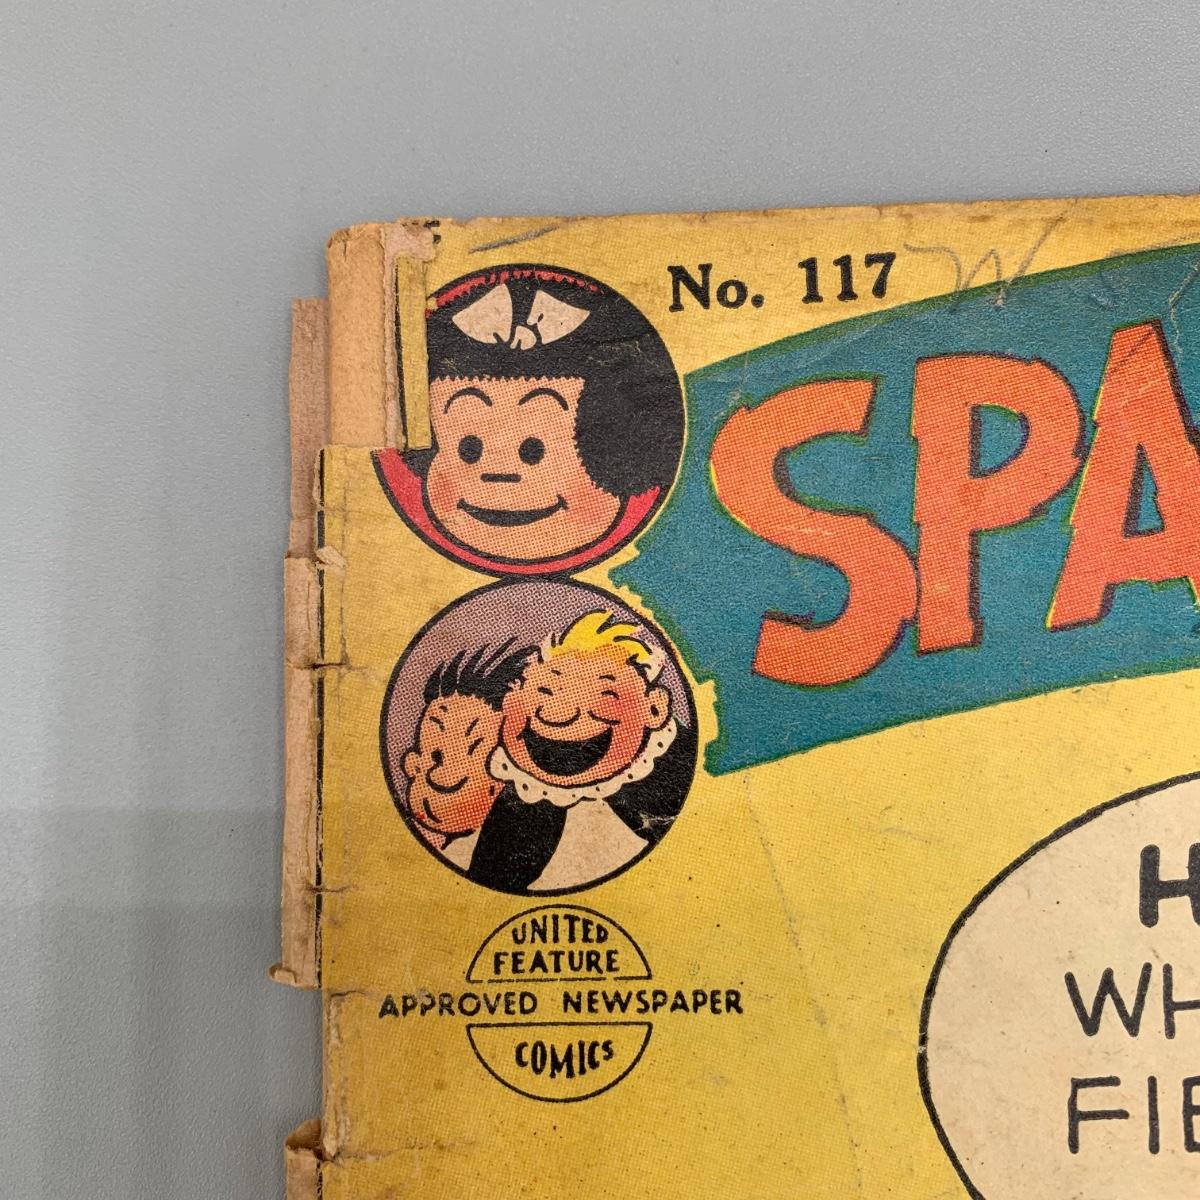 No. 117
SPA
UNITED
FEATURE
APPROVED NEWSPAPER
COMICS
H
WH
FIE